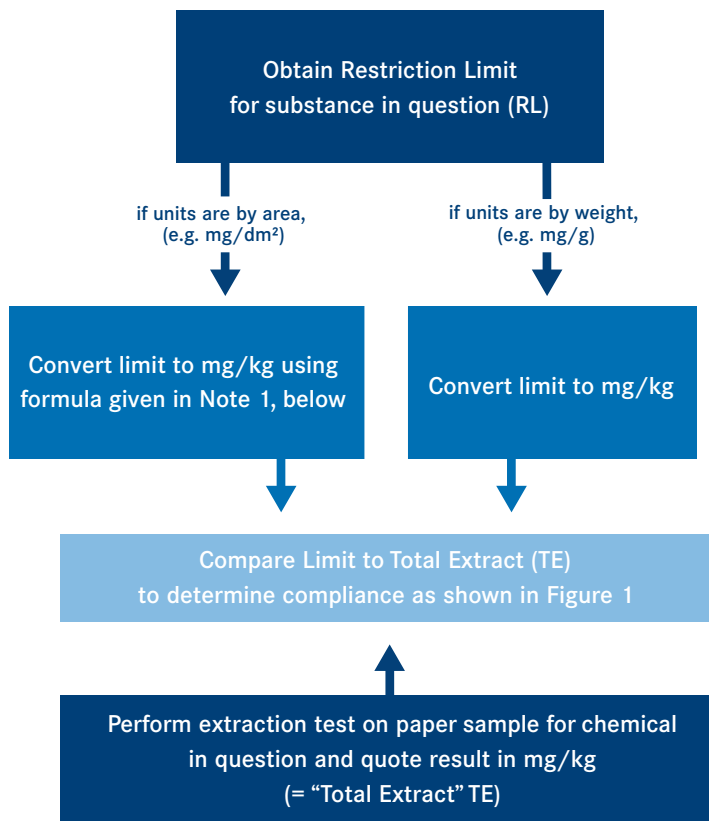 Obtain Restriction Limit
for substance in question (RL)
if units are by area,
(e.g. mg/dm²)
if units are by weight,
(e.g. mg/g)
Convert limit to mg/kg using
formula given in Note 1, below
Convert limit to mg/kg
Compare Limit to Total Extract (TE)
to determine compliance as shown in Figure 1
Perform extraction test on paper sample for chemical
in question and quote result in mg/kg
(= “Total Extract” TE)